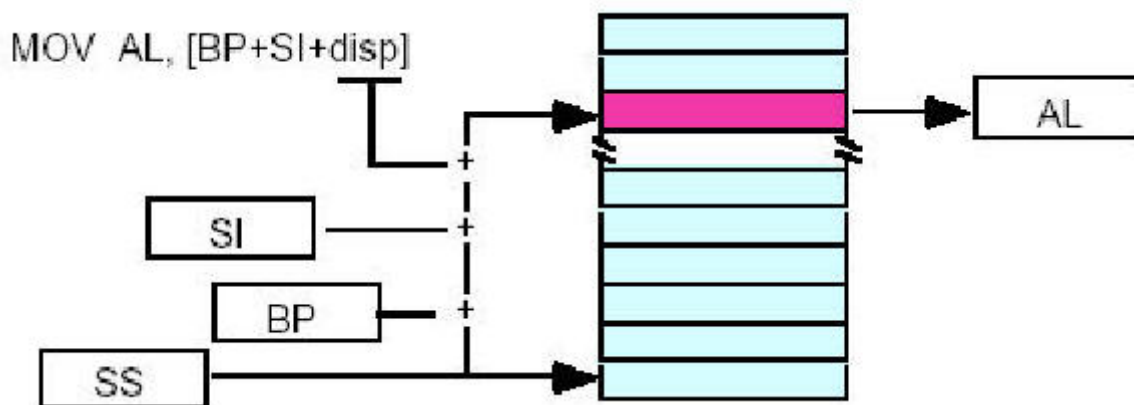 MOV AL, [BP+SI+disp]
AL
+
SI
+
BP
+
SS